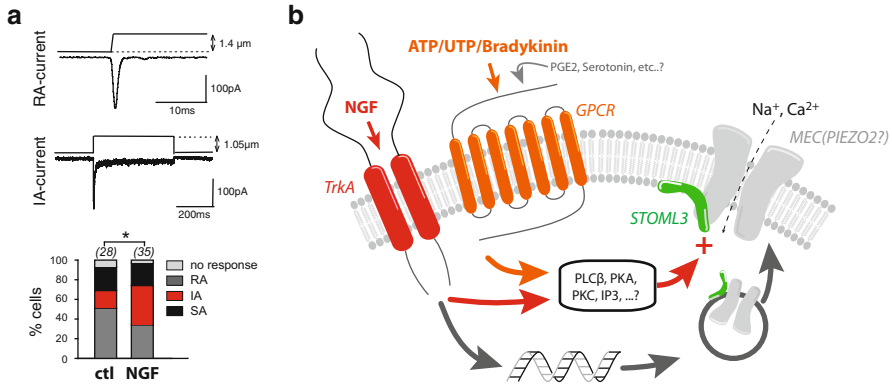 a
RA-current
1.4 µm
100pA
10ms
IA-current
1.05µm
100pA
200ms
*
(28) (35)
% cells
100
80
60
40
20
0
ctl NGF
no response
RA
IA
SA
b
ATP/UTP/Bradykinin
PGE2, Serotonin, etc..?
NGF
GPCR
TrkA
Na⁺, Ca²⁺
MEC(PIEZO2?)
STOML3
+
PLCβ, PKA,
PKC, IP3, ...?